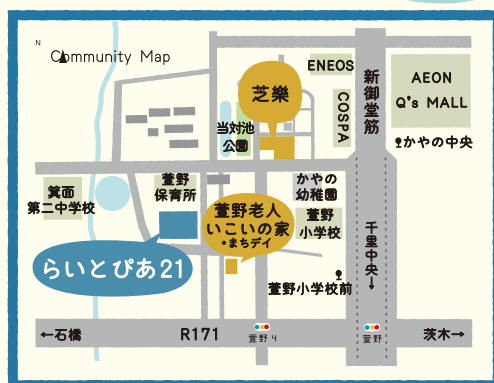 N
Community Map
ENEOS
新御堂筋
AEON
Q's MALL
芝樂
COSPA
当対池
公園
かやの中央
箕面
第二中学校
萱野
保育所
かやの
幼稚園
萱野老人
いこいの家
•まちデイ
萱野
小学校
らいとぴあ21
千里中央→
萱野小学校前
←石橋
R171
萱野4
萱野
茨木→